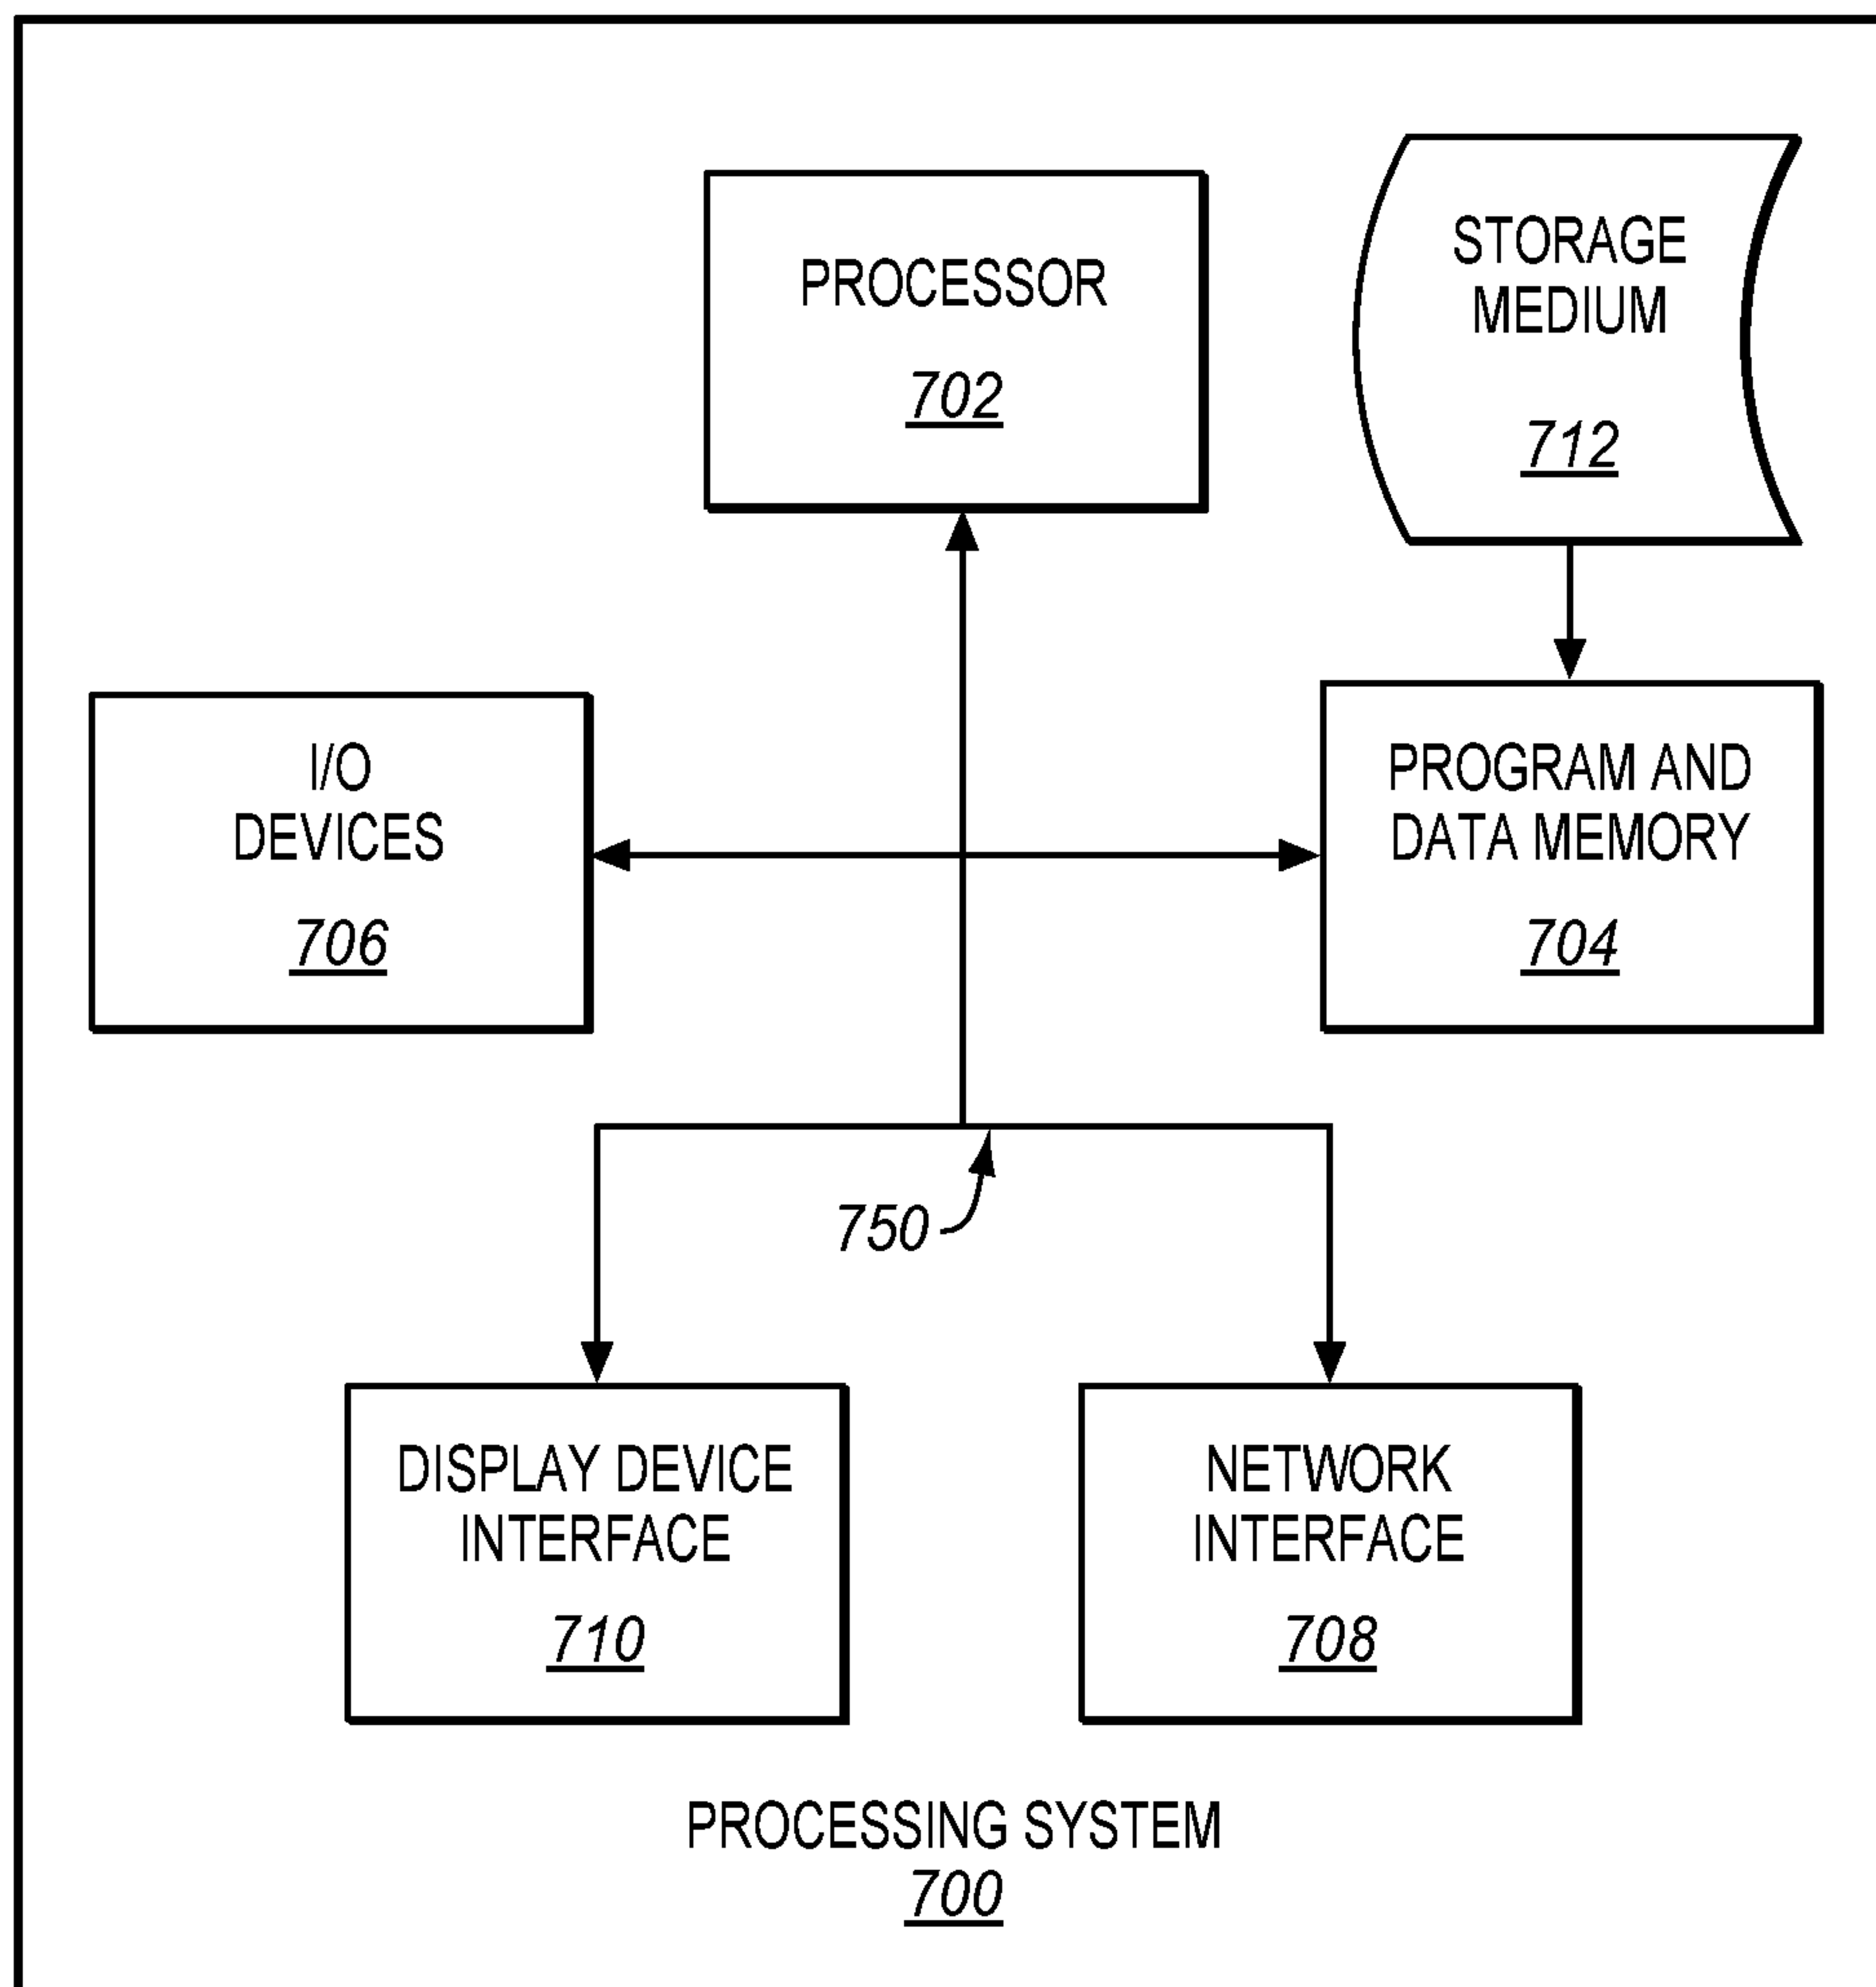 PROCESSOR
702
STORAGE
MEDIUM
712
I/O
DEVICES
706
PROGRAM AND
DATA MEMORY
704
750
DISPLAY DEVICE
INTERFACE
710
NETWORK
INTERFACE
708
PROCESSING SYSTEM
700